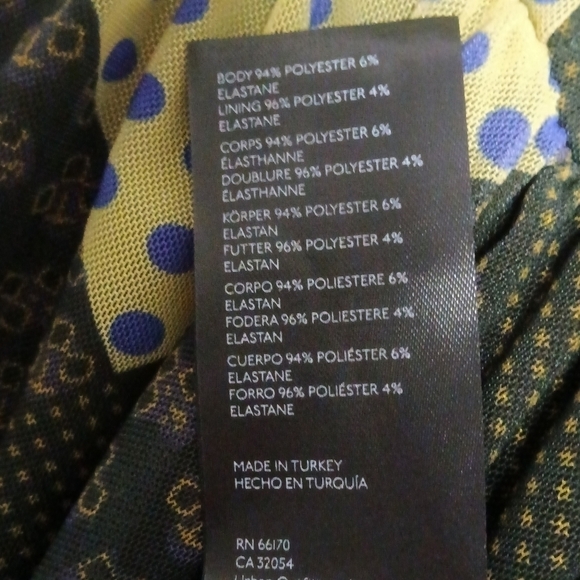 BODY 94% POLYESTER 6%
ELASTANE
LINING 96% POLYESTER 4%
ELASTANE
CORPS 94% POLYESTER 6%
ÉLASTHANNE
DOUBLURE 96% POLYESTER 4%
ÉLASTHANNE
KÖRPER 94% POLYESTER 6%
ELASTAN
FUTTER 96% POLYESTER 4%
ELASTAN
CORPO 94% POLIESTERE 6%
ELASTAN
FODERA 96% POLIESTERE 4%
ELASTAN
CUERPO 94% POLIÉSTER 6%
ELASTANE
FORRO 96% POLIÉSTER 4%
ELASTANE
MADE IN TURKEY
HECHO EN TURQUÍA
RN 66170
CA 32054